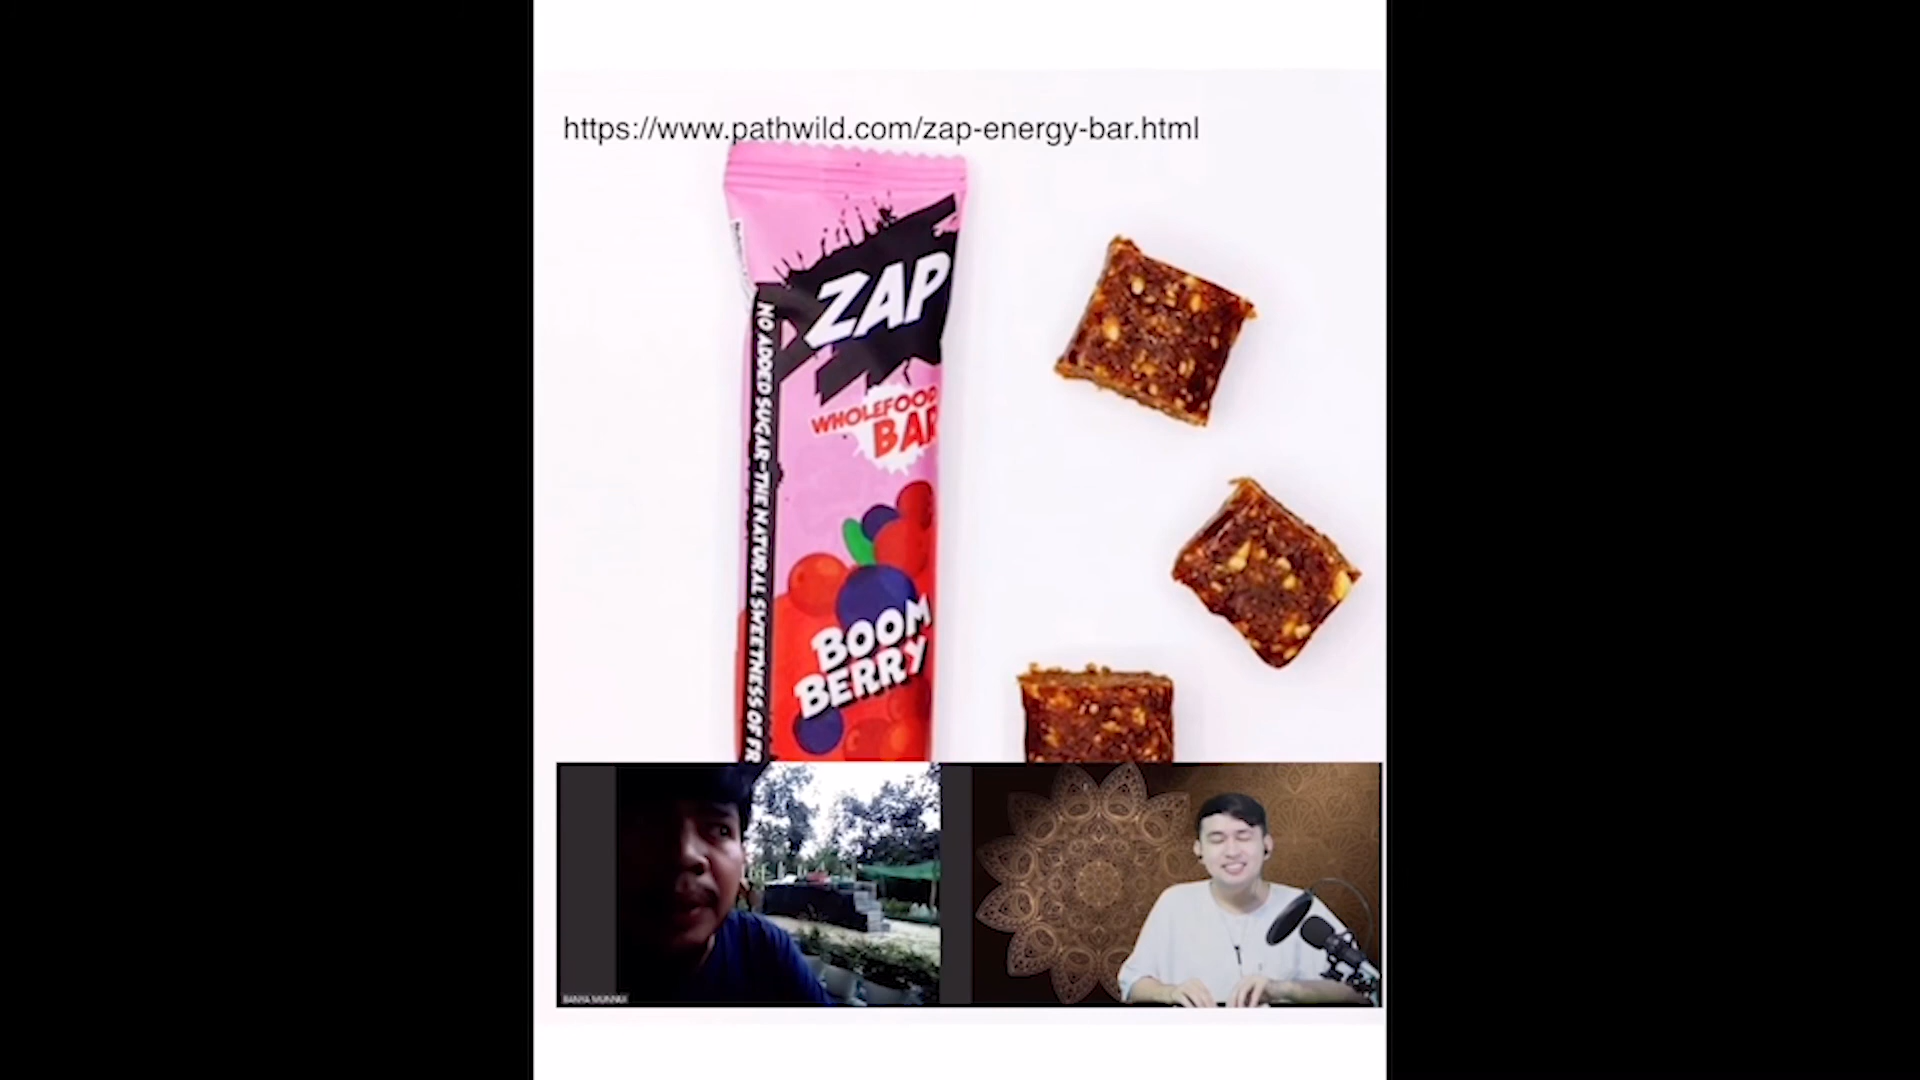 https://www.pathwild.com/zap-energy-bar.html
ZAP
NO ADDED SUGAR-THE NATURAL SWEETNESS OF FR
WHOLEFOOD
BAR
BOOM
BERRY